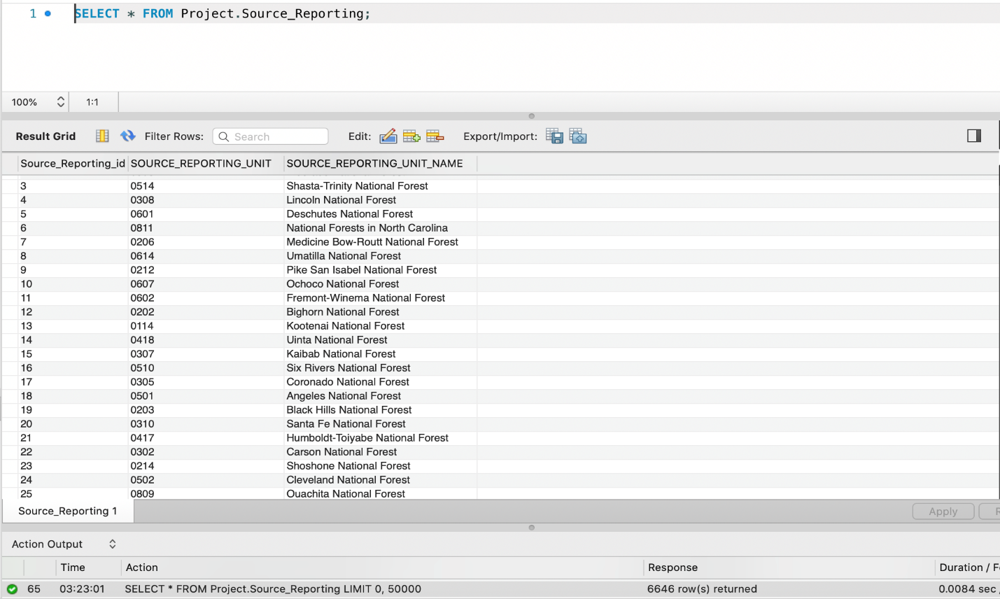 1 SELECT * FROM Project.Source_Reporting;
100% 1:1
Result Grid Filter Rows: Search Edit: Export/Import:
Source_Reporting_id SOURCE_REPORTING_UNIT SOURCE_REPORTING_UNIT_NAME
3 0514 Shasta-Trinity National Forest
4 0308 Lincoln National Forest
5 0601 Deschutes National Forest
6 0811 National Forests in North Carolina
7 0206 Medicine Bow-Routt National Forest
8 0614 Umatilla National Forest
9 0212 Pike San Isabel National Forest
10 0607 Ochoco National Forest
11 0602 Fremont-Winema National Forest
12 0202 Bighorn National Forest
13 0114 Kootenai National Forest
14 0418 Uinta National Forest
15 0307 Kaibab National Forest
16 0510 Six Rivers National Forest
17 0305 Coronado National Forest
18 0501 Angeles National Forest
19 0203 Black Hills National Forest
20 0310 Santa Fe National Forest
21 0417 Humboldt-Toiyabe National Forest
22 0302 Carson National Forest
23 0214 Shoshone National Forest
24 0502 Cleveland National Forest
25 0809 Ouachita National Forest
Source_Reporting 1 Apply
Action Output
Time Action Response Duration / F
65 03:23:01 SELECT * FROM Project.Source_Reporting LIMIT 0, 50000 6646 row(s) returned 0.0084 sec